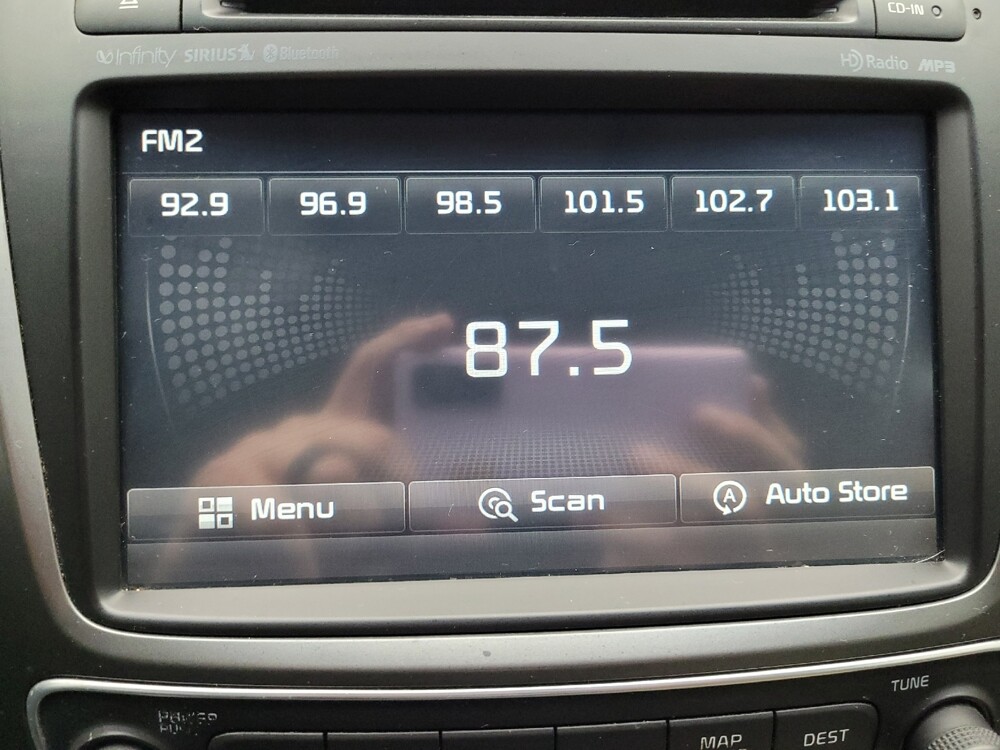 CD-IN
Infinity SIRIUS Bluetooth
HD Radio MP3
FM2
92.9 96.9 98.5 101.5 102.7 103.1
87.5
Menu Scan A Auto Store
TUNE
POWER
MAP DEST